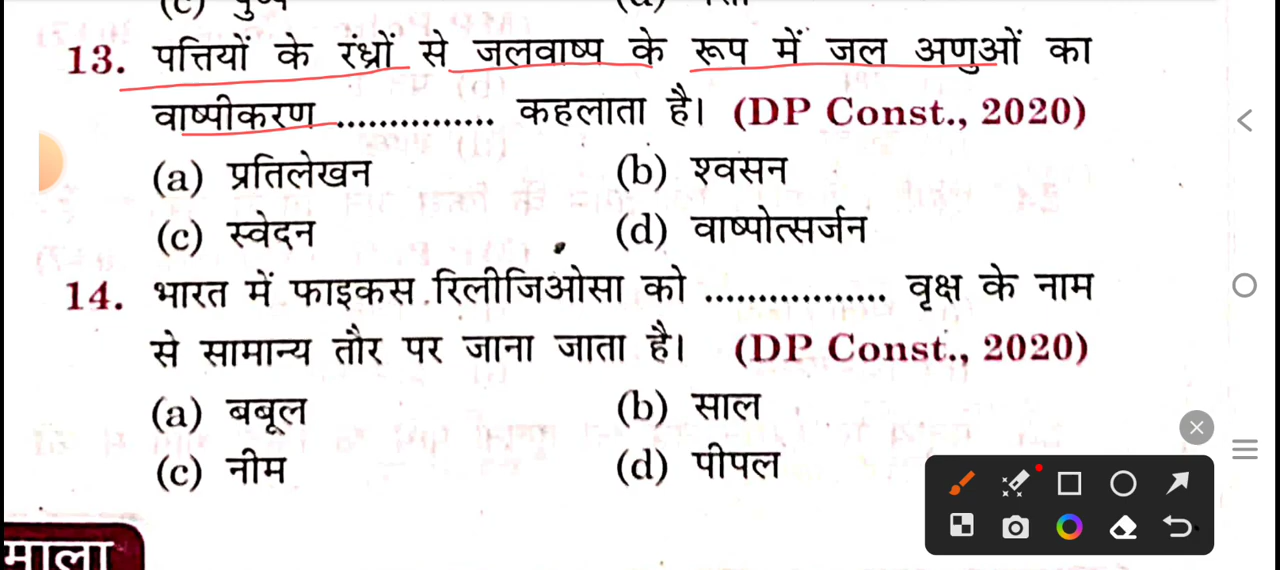 (c) पुष्प
13. पत्तियों के रंध्रों से जलवाष्प के रूप में जल अणुओं का
वाष्पीकरण ............... कहलाता है। (DP Const., 2020)
(a) प्रतिलेखन (b) श्वसन
(c) स्वेदन (d) वाष्पोत्सर्जन
14. भारत में फाइकस रिलीजिओसा को ................. वृक्ष के नाम
से सामान्य तौर पर जाना जाता है। (DP Const., 2020)
(a) बबूल (b) साल
(c) नीम (d) पीपल
माला